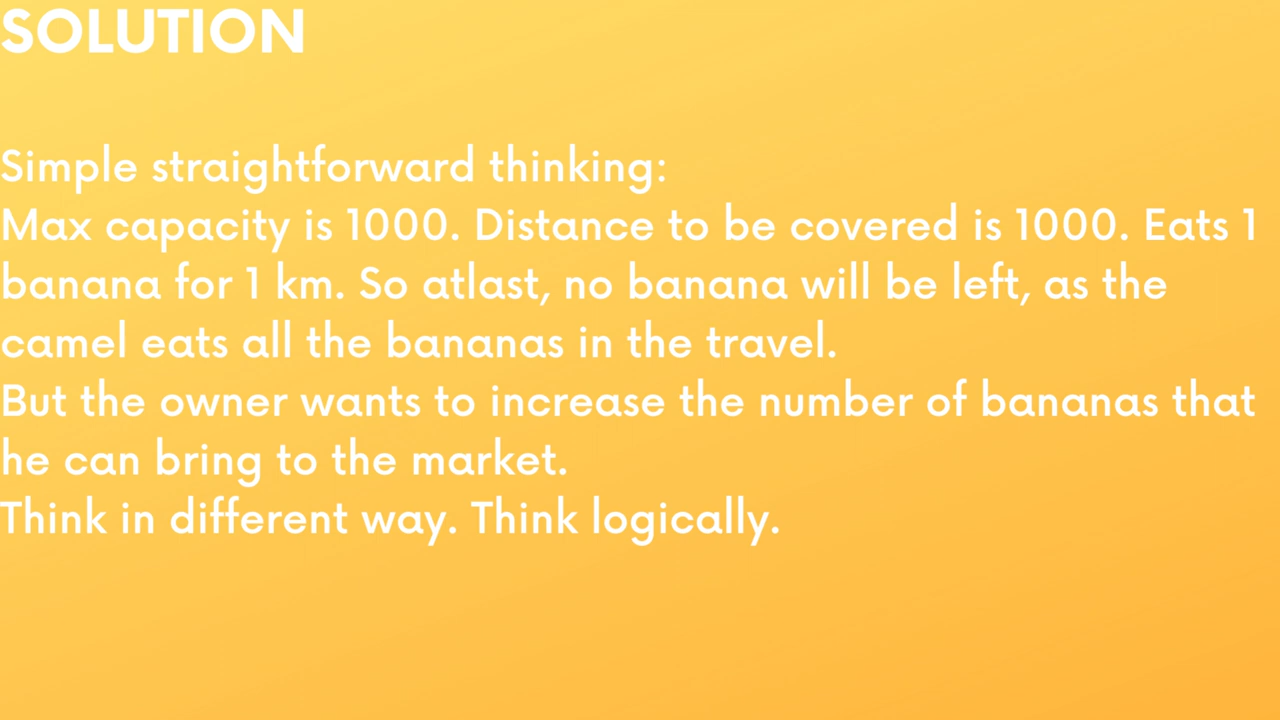 SOLUTION
Simple straightforward thinking:
Max capacity is 1000. Distance to be covered is 1000. Eats 1
banana for 1 km. So atlast, no banana will be left, as the
camel eats all the bananas in the travel.
But the owner wants to increase the number of bananas that
he can bring to the market.
Think in different way. Think logically.